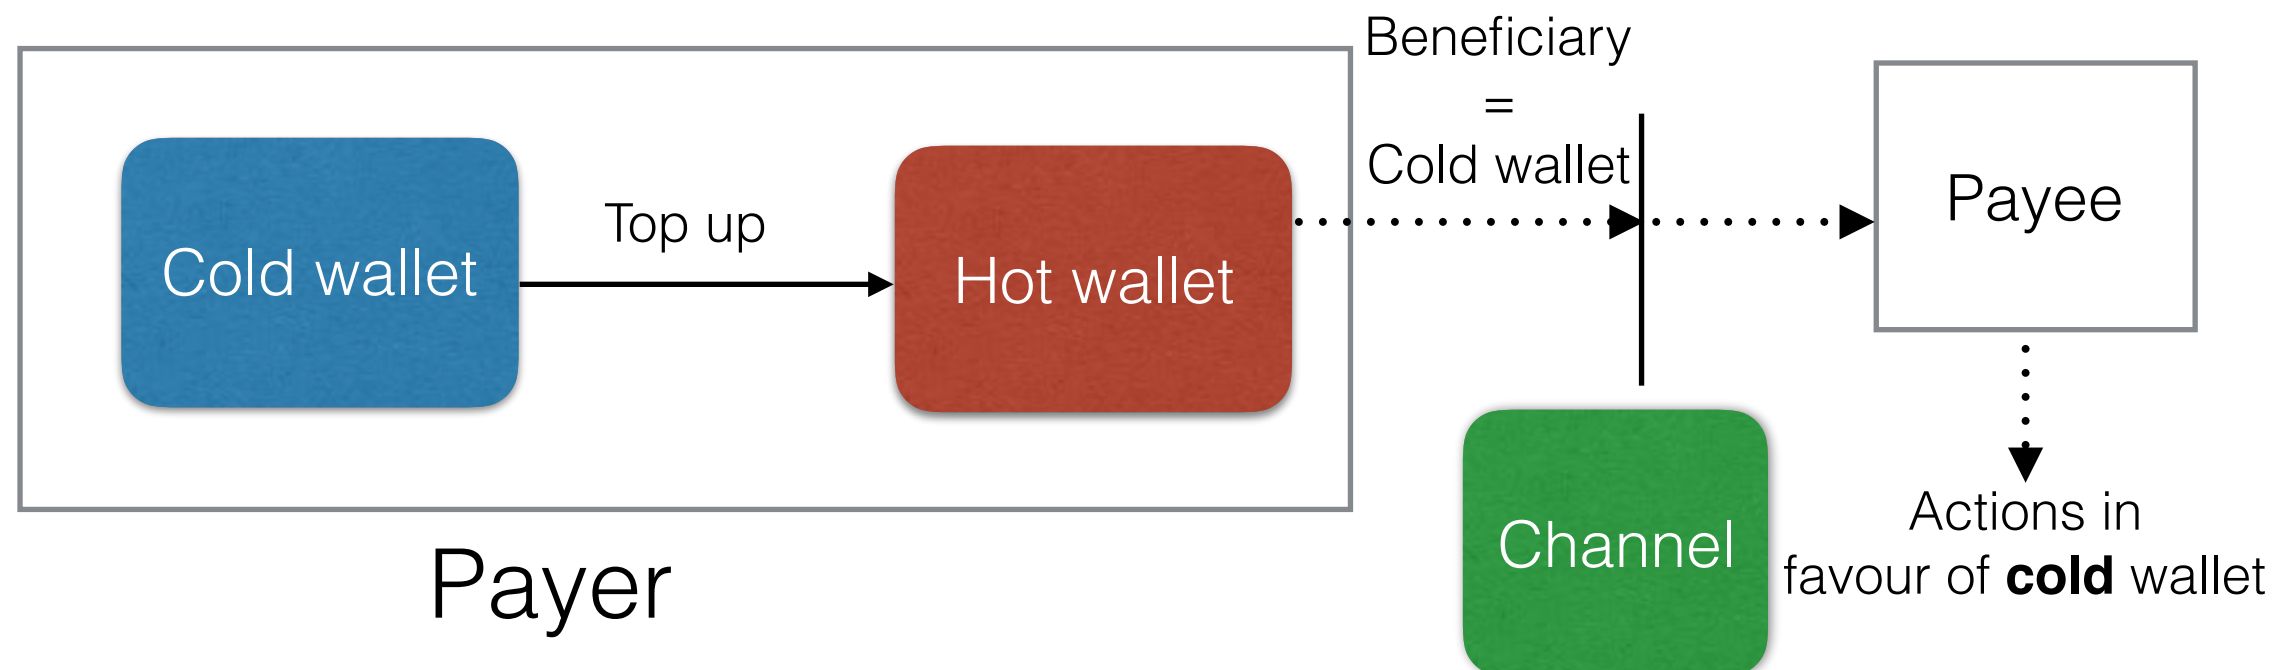 Beneficiary
=
Cold wallet
Cold wallet
Top up
Hot wallet
Payee
Payer
Channel
Actions in
favour of cold wallet